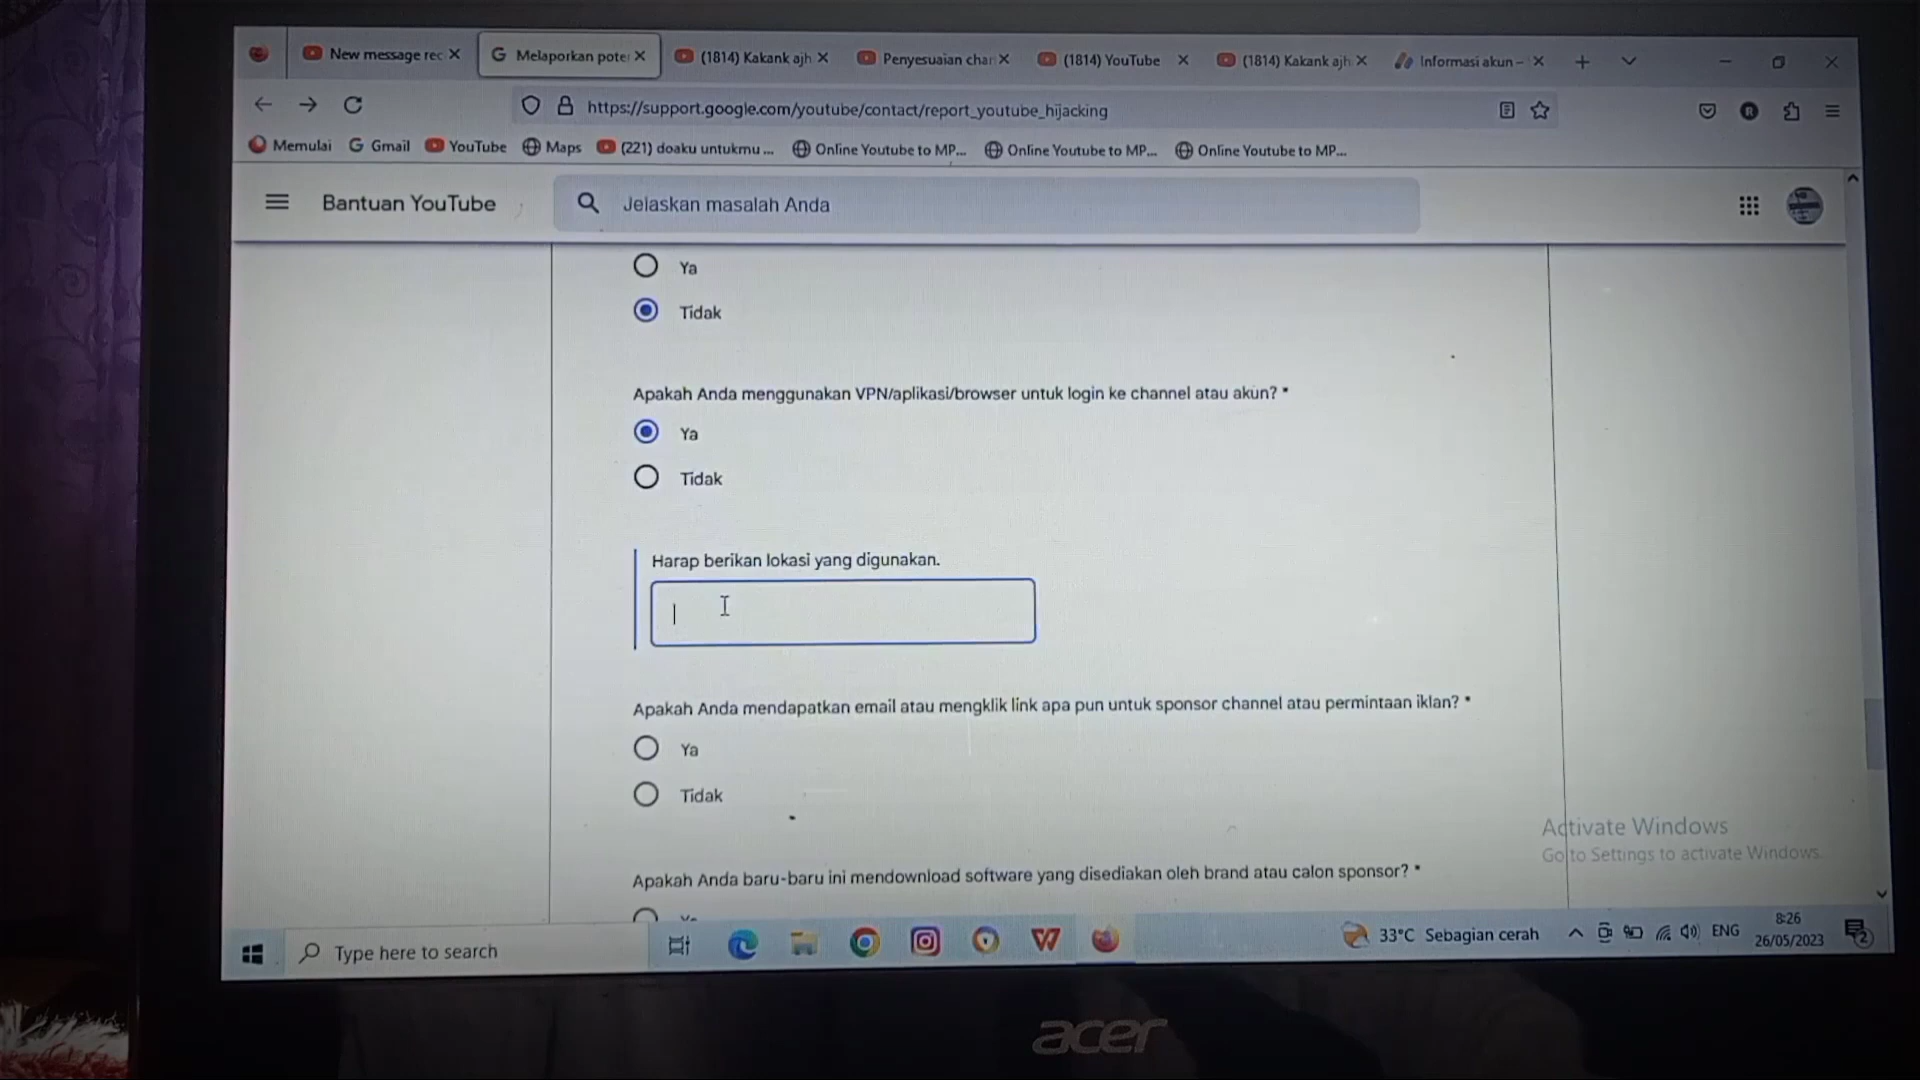 New message rec
Melaporkan poter
(1814) Kakank ajh
Penyesuaian char
(1814) YouTube
(1814) Kakank ajh
Informasi akun –
https://support.google.com/youtube/contact/report_youtube_hijacking
Memulai
Gmail
YouTube
Maps
(221) doaku untukmu ...
Online Youtube to MP...
Online Youtube to MP...
Online Youtube to MP...
Bantuan YouTube
Jelaskan masalah Anda
Ya
Tidak
Apakah Anda menggunakan VPN/aplikasi/browser untuk login ke channel atau akun? *
Ya
Tidak
Harap berikan lokasi yang digunakan.
Apakah Anda mendapatkan email atau mengklik link apa pun untuk sponsor channel atau permintaan iklan? *
Ya
Tidak
Activate Windows
Go to Settings to activate Windows.
Apakah Anda baru-baru ini mendownload software yang disediakan oleh brand atau calon sponsor? *
Ya
Type here to search
33°C Sebagian cerah
ENG
8:26
26/05/2023
2
acer